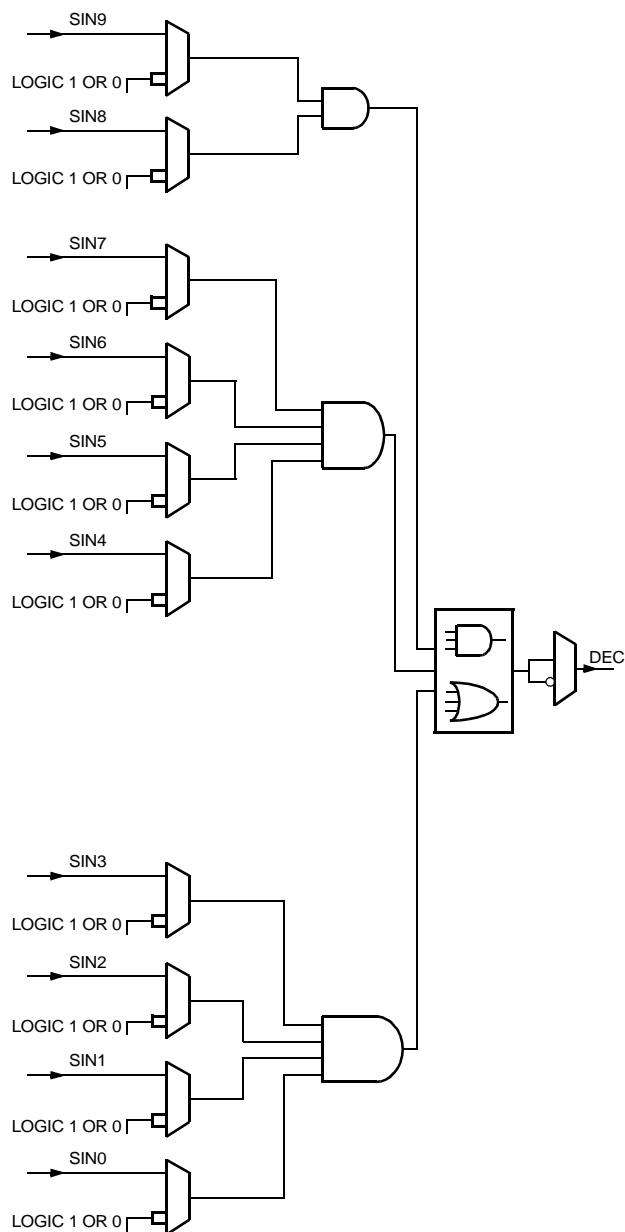 SIN9
LOGIC 1 OR 0
SIN8
LOGIC 1 OR 0
SIN7
LOGIC 1 OR 0
SIN6
LOGIC 1 OR 0
SIN5
LOGIC 1 OR 0
SIN4
LOGIC 1 OR 0
DEC
SIN3
LOGIC 1 OR 0
SIN2
LOGIC 1 OR 0
SIN1
LOGIC 1 OR 0
SIN0
LOGIC 1 OR 0